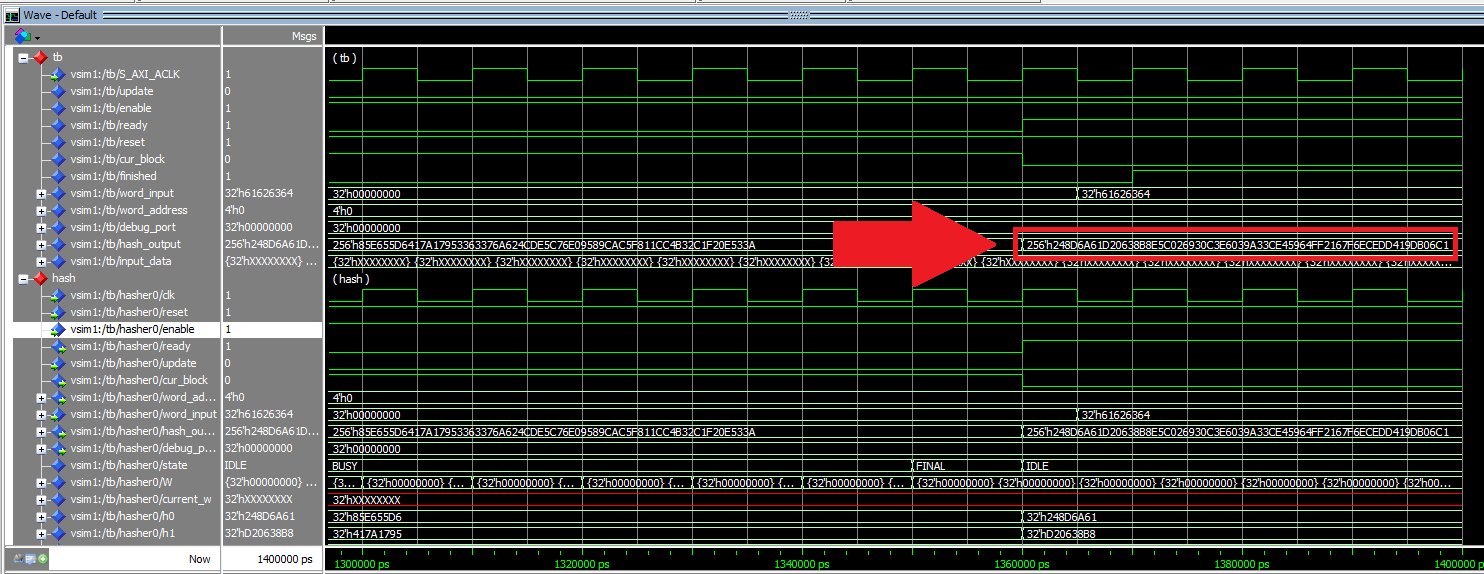 Wave - Default
Msgs
tb
( tb )
vsim1:/tb/S_AXI_ACLK 1
vsim1:/tb/update 0
vsim1:/tb/enable 1
vsim1:/tb/ready 1
vsim1:/tb/reset 1
vsim1:/tb/cur_block 0
vsim1:/tb/finished 1
vsim1:/tb/word_input 32'h61626364 32'h00000000 32'h61626364
vsim1:/tb/word_address 4'h0 4'h0
vsim1:/tb/debug_port 32'h00000000 32'h00000000
vsim1:/tb/hash_output 256'h248D6A61D... 256'h85E655D6417A17953363376A624CDE5C76E09589CAC5F811CC4B32C1F20E533A 256'h248D6A61D20638B8E5C026930C3E6039A33CE45964FF2167F6ECEDD419DB06C1
vsim1:/tb/input_data {32'hXXXXXXXX} ... {32'hXXXXXXXX} {32'hXXXXXXXX} {32'hXXXXXXXX} {32'hXXXXXXXX} {32'hXXXXXXXX} {32'hXXXXXXXX} {32'hXXXXXXXX} {32'hXXXXXXXX} {32'hXXXXXXXX} {32'hXXXXXXXX} {32'hXXXXXXXX} {32'hXXXXXXXX} {32'hXXXXX...
hash
( hash )
vsim1:/tb/hasher0/clk 1
vsim1:/tb/hasher0/reset 1
vsim1:/tb/hasher0/enable 1
vsim1:/tb/hasher0/ready 1
vsim1:/tb/hasher0/update 0
vsim1:/tb/hasher0/cur_block 0
vsim1:/tb/hasher0/word_ad... 4'h0 4'h0
vsim1:/tb/hasher0/word_input 32'h61626364 32'h00000000 32'h61626364
vsim1:/tb/hasher0/hash_ou... 256'h248D6A61D... 256'h85E655D6417A17953363376A624CDE5C76E09589CAC5F811CC4B32C1F20E533A 256'h248D6A61D20638B8E5C026930C3E6039A33CE45964FF2167F6ECEDD419DB06C1
vsim1:/tb/hasher0/debug_p... 32'h00000000 32'h00000000
vsim1:/tb/hasher0/state IDLE BUSY FINAL IDLE
vsim1:/tb/hasher0/W {32'h00000000} ... {3... {32'h00000000} {... {32'h00000000} {... {32'h00000000} {... {32'h00000000} {... {32'h00000000} {... {32'h00000000} {32'h00000000} {32'h00000000} {32'h00000000} {32'h00000000} {32'h00000000} {32'h00...
vsim1:/tb/hasher0/current_w 32'hXXXXXXXX 32'hXXXXXXXX
vsim1:/tb/hasher0/h0 32'h248D6A61 32'h85E655D6 32'h248D6A61
vsim1:/tb/hasher0/h1 32'hD20638B8 32'h417A1795 32'hD20638B8
Now 1400000 ps 1300000 ps 1320000 ps 1340000 ps 1360000 ps 1380000 ps 1400000 ps